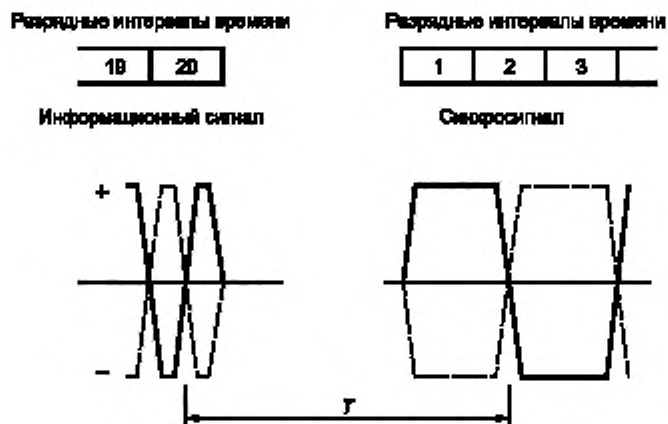 Разрядные интервалы времени
Разрядные интервалы времени
19 20
1 2 3
Информационный сигнал
Синхросигнал
+
−
T